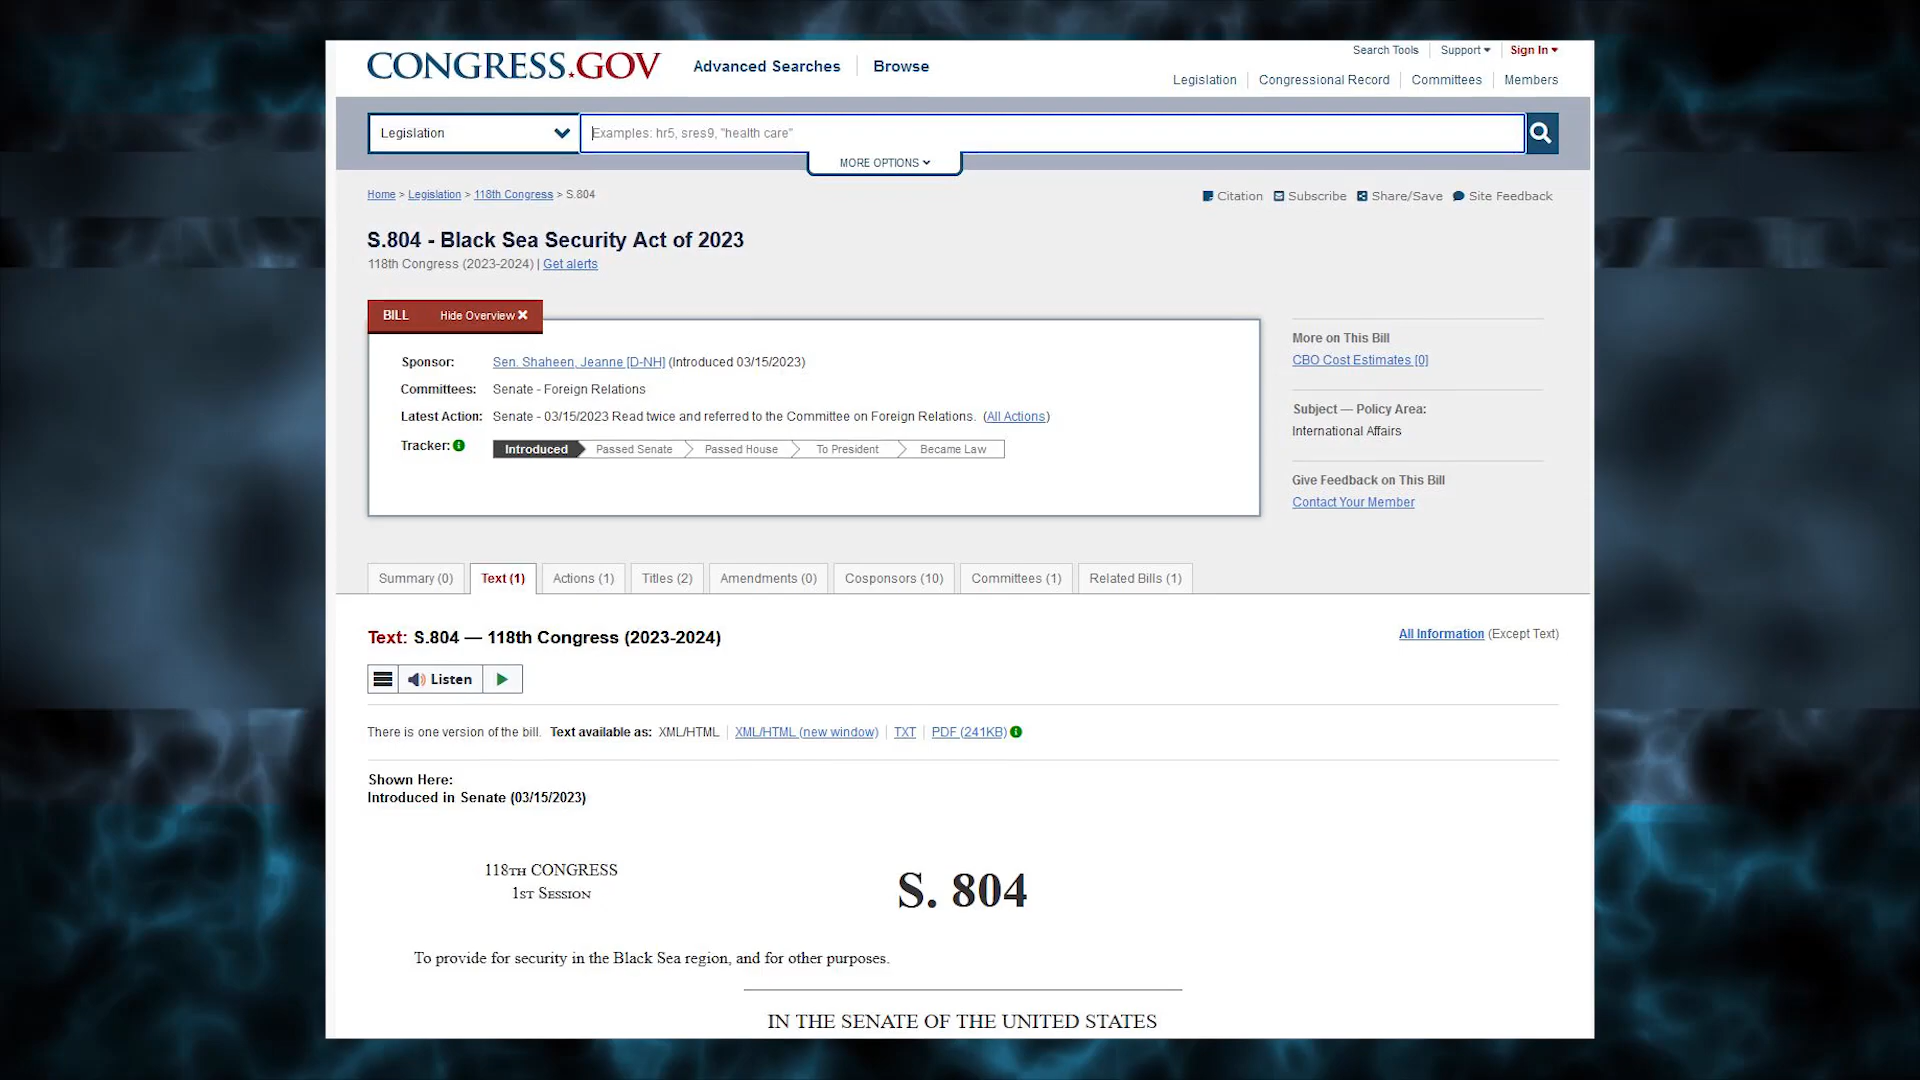 CONGRESS.GOV
Advanced Searches
Browse
Search Tools
Support
Sign In
Legislation
Congressional Record
Committees
Members
Legislation
Examples: hr5, sres9, "health care"
MORE OPTIONS
Home > Legislation > 118th Congress > S.804
Citation
Subscribe
Share/Save
Site Feedback
S.804 - Black Sea Security Act of 2023
118th Congress (2023-2024) | Get alerts
BILL
Hide Overview
Sponsor: Sen. Shaheen, Jeanne [D-NH] (Introduced 03/15/2023)
Committees: Senate - Foreign Relations
Latest Action: Senate - 03/15/2023 Read twice and referred to the Committee on Foreign Relations. (All Actions)
Tracker:
Introduced
Passed Senate
Passed House
To President
Became Law
More on This Bill
CBO Cost Estimates [0]
Subject — Policy Area:
International Affairs
Give Feedback on This Bill
Contact Your Member
Summary (0)
Text (1)
Actions (1)
Titles (2)
Amendments (0)
Cosponsors (10)
Committees (1)
Related Bills (1)
Text: S.804 — 118th Congress (2023-2024)
All Information (Except Text)
Listen
There is one version of the bill. Text available as: XML/HTML | XML/HTML (new window) | TXT | PDF (241KB)
Shown Here:
Introduced in Senate (03/15/2023)
118TH CONGRESS
1ST SESSION
S. 804
To provide for security in the Black Sea region, and for other purposes.
IN THE SENATE OF THE UNITED STATES